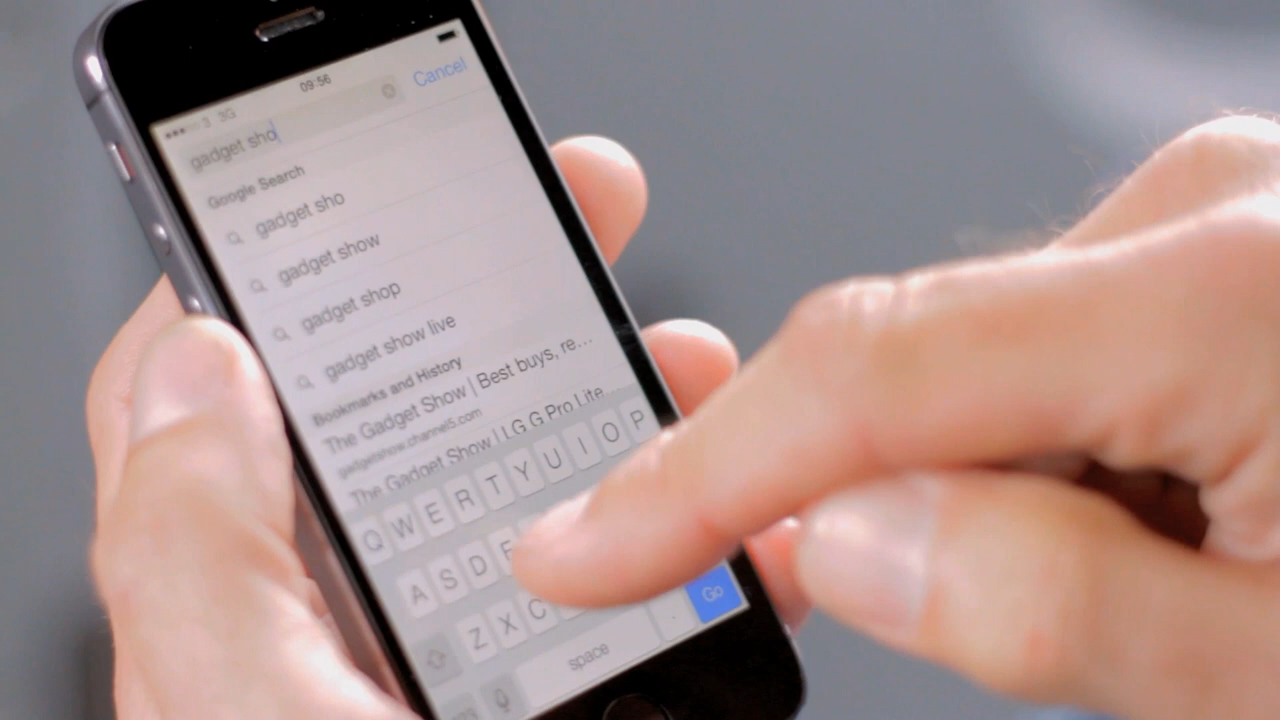 3 3G 09:56
gadget sho Cancel
Google Search
gadget sho
gadget show
gadget shop
gadget show live
Bookmarks and History
The Gadget Show | Best buys, re...
gadgetshow.channel5.com
The Gadget Show | LG G Pro Lite...
Q W E R T Y U I O P
A S D F
Z X C
space . Go